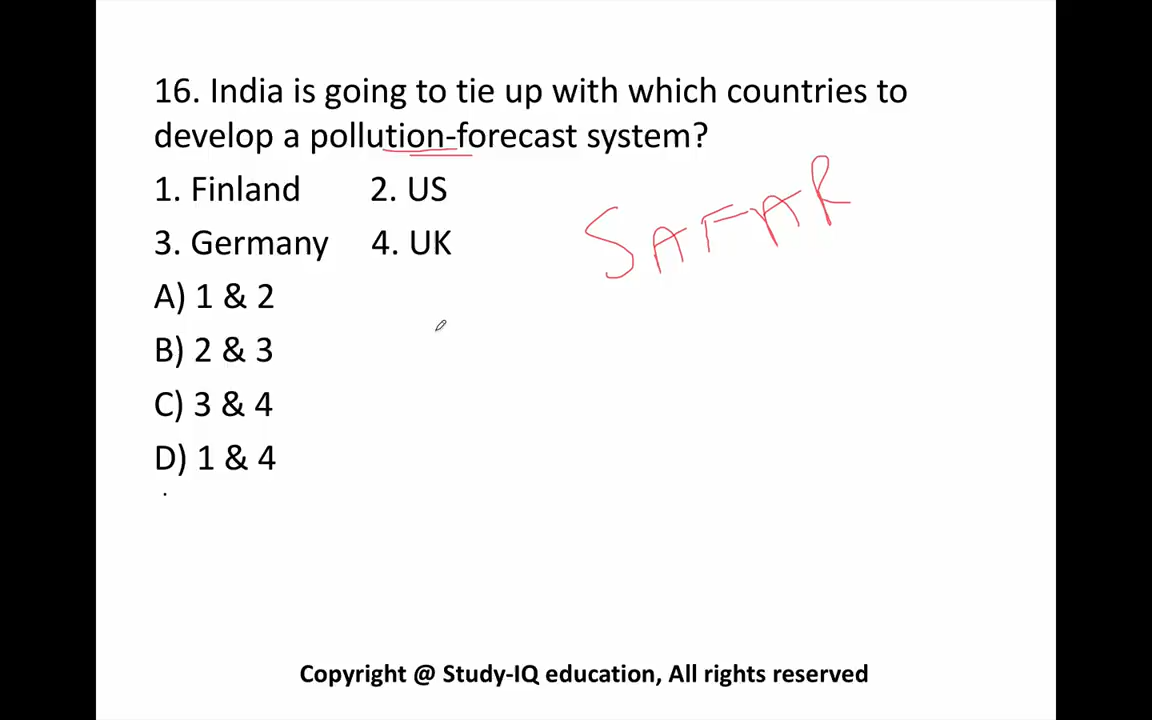 16. India is going to tie up with which countries to
develop a pollution-forecast system?
1. Finland 2. US
3. Germany 4. UK
SAFAR
A) 1 & 2
B) 2 & 3
C) 3 & 4
D) 1 & 4
.
Copyright @ Study-IQ education, All rights reserved